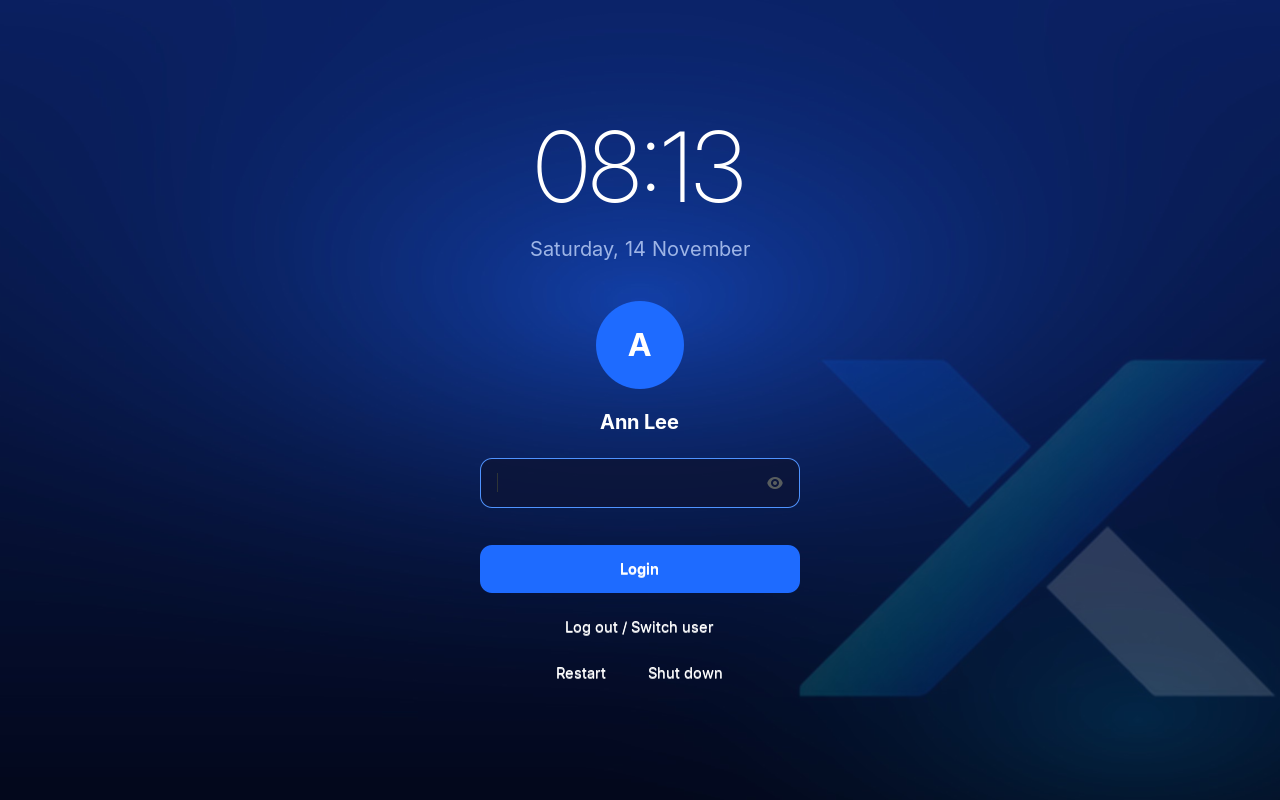 08:13
Saturday, 14 November
A
Ann Lee
Login
Log out / Switch user
Restart Shut down